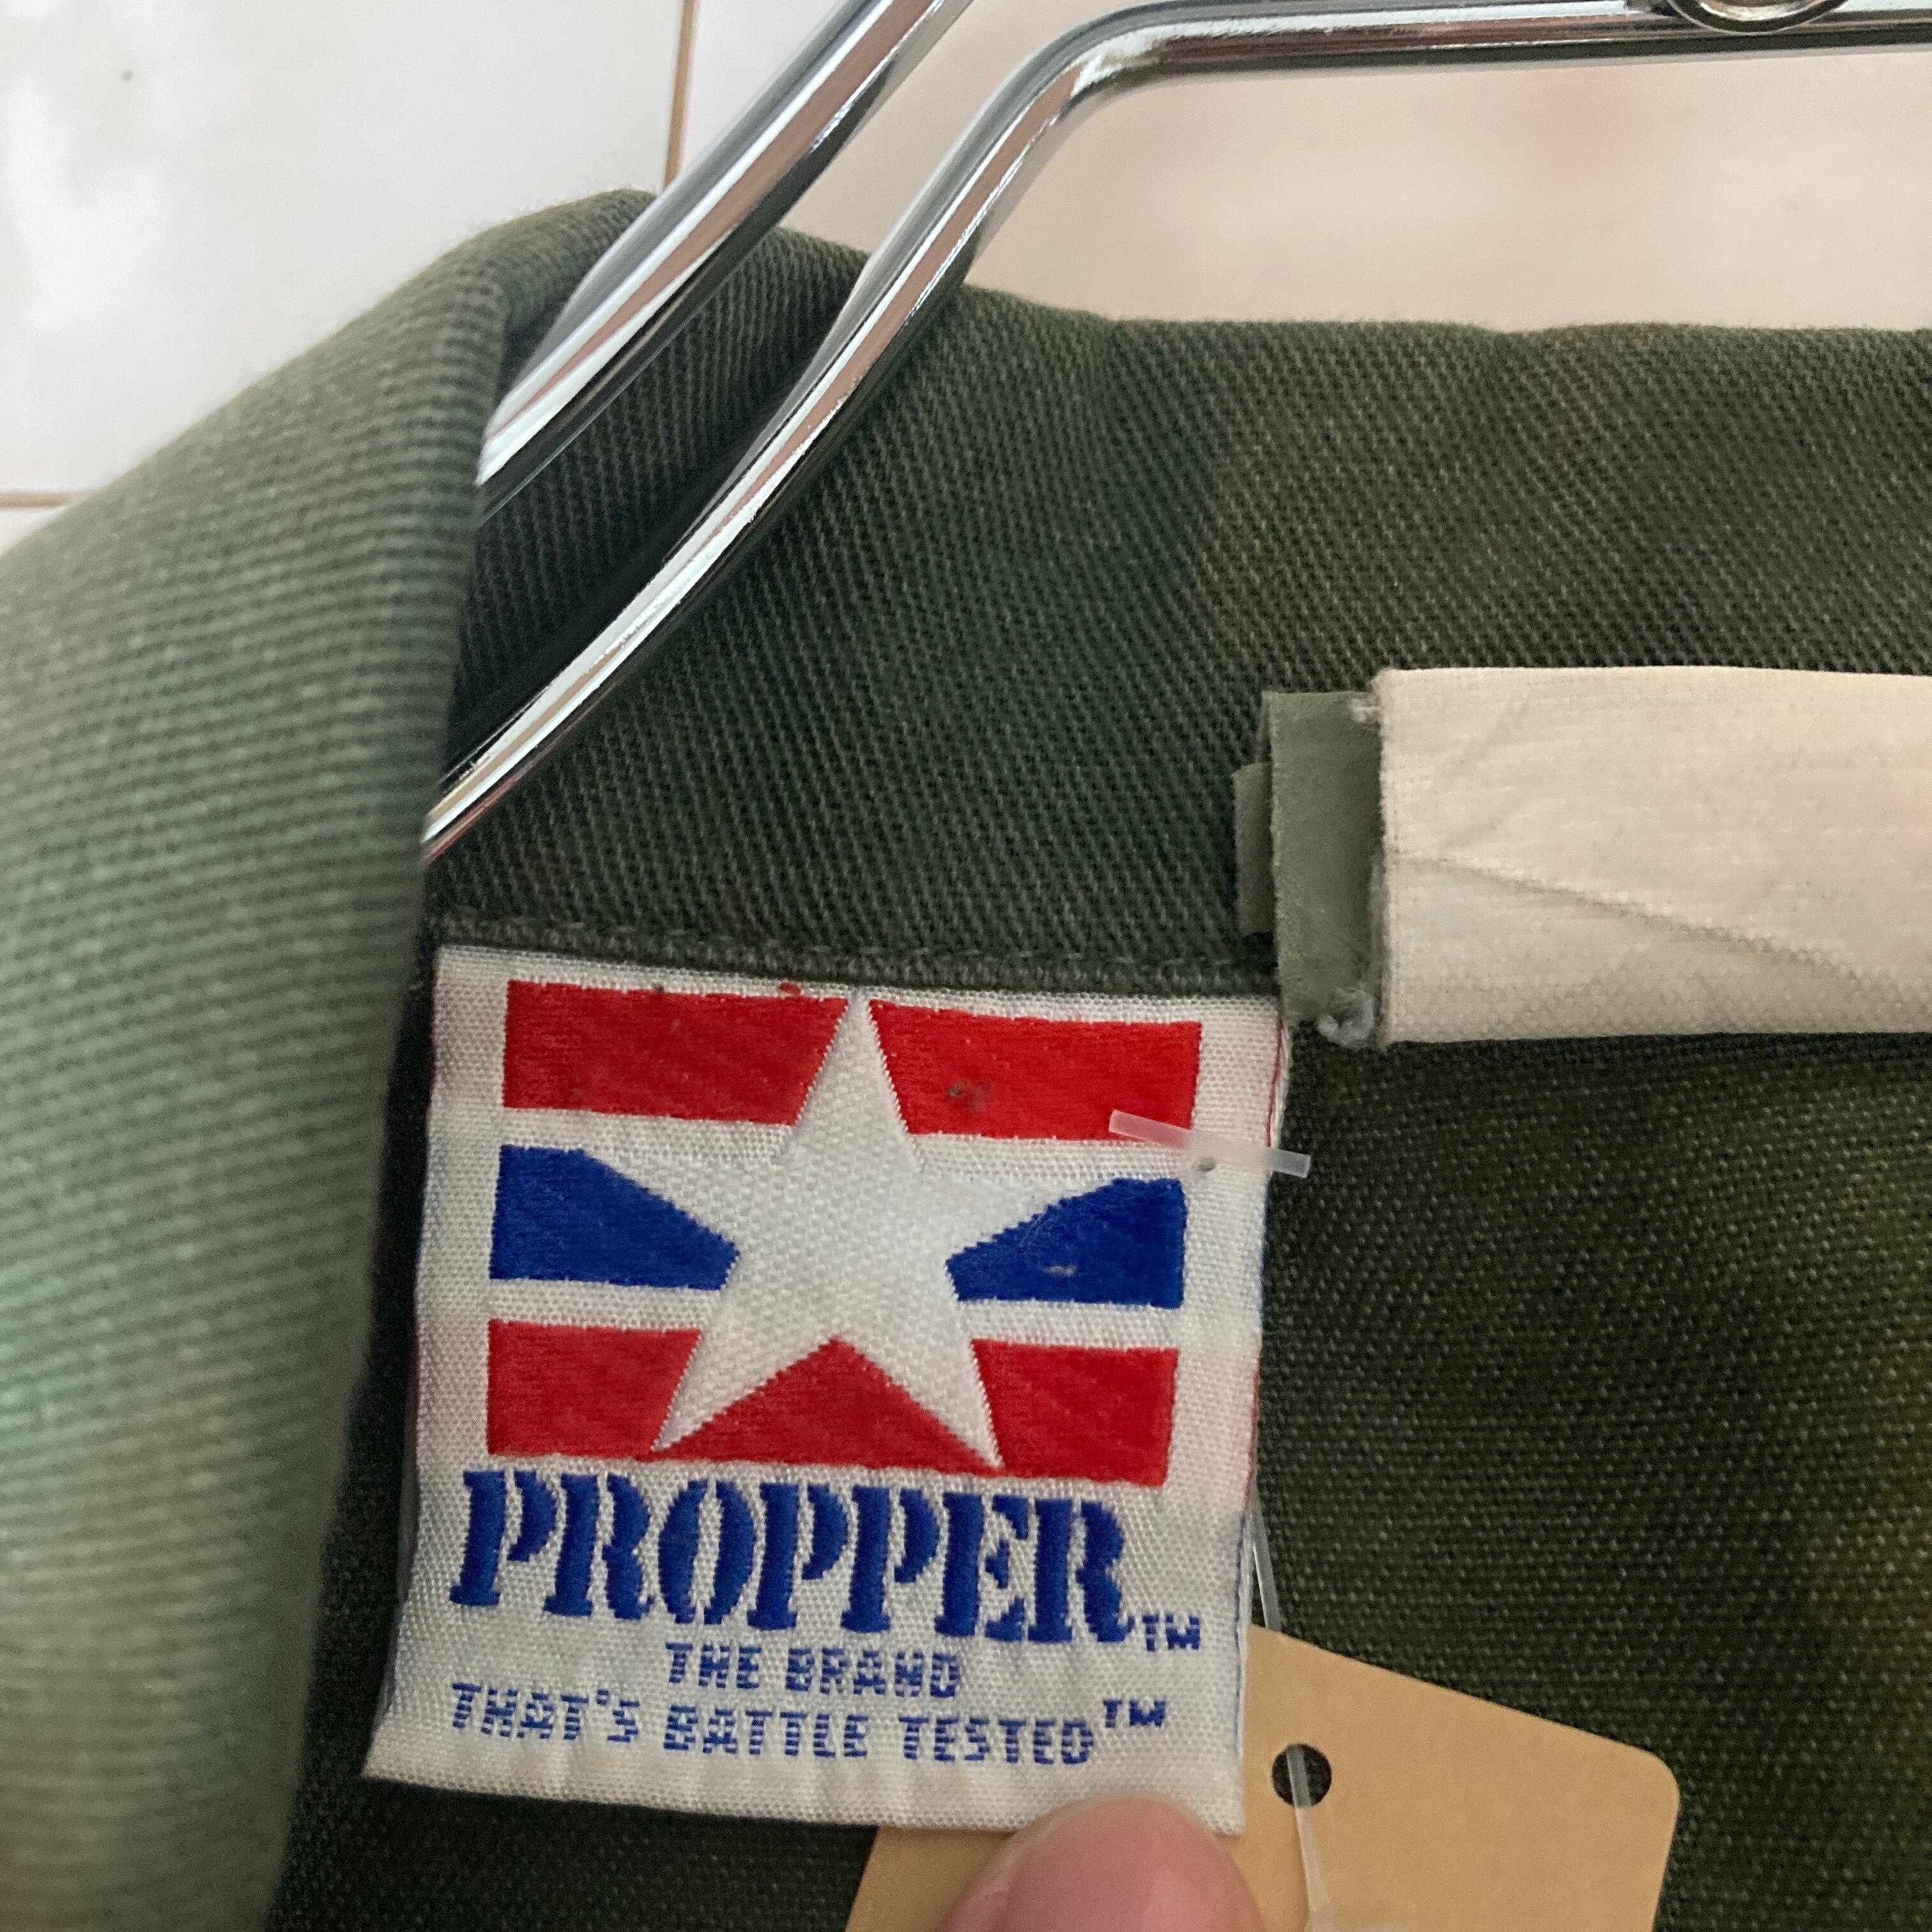 PROPPER™
THE BRAND
THAT'S BATTLE TESTED™